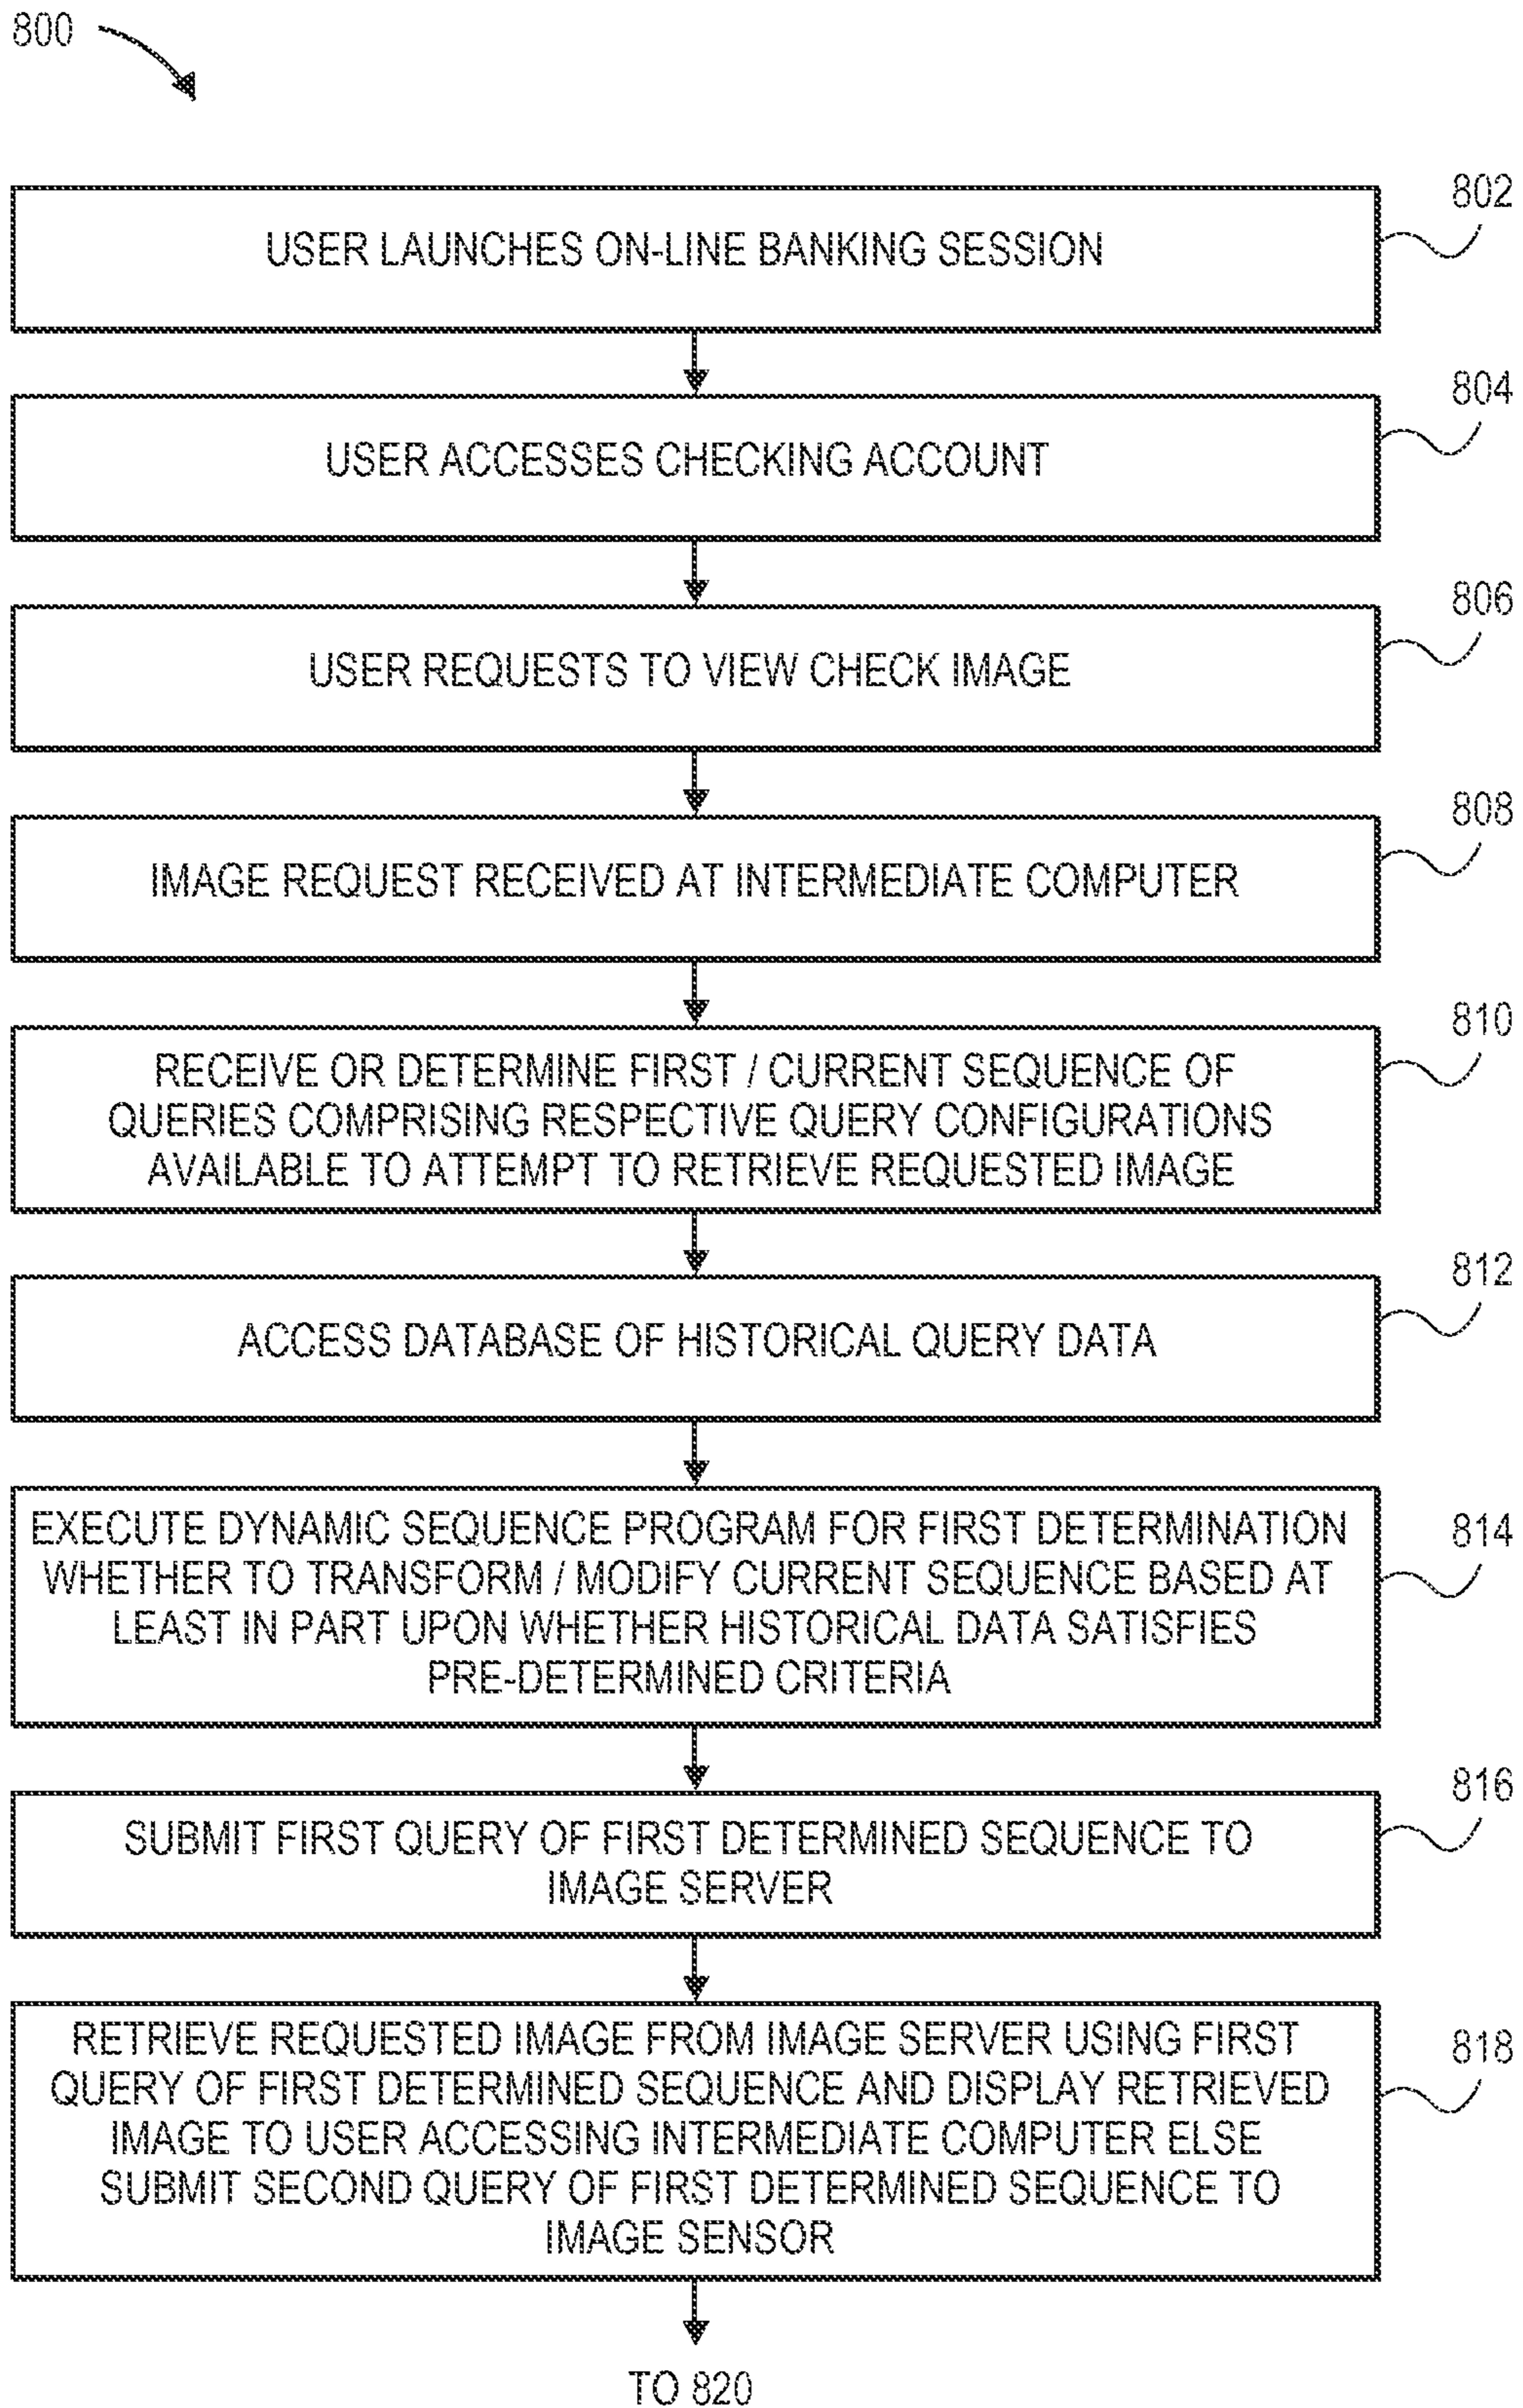 800
802
USER LAUNCHES ON-LINE BANKING SESSION
804
USER ACCESSES CHECKING ACCOUNT
806
USER REQUESTS TO VIEW CHECK IMAGE
808
IMAGE REQUEST RECEIVED AT INTERMEDIATE COMPUTER
810
RECEIVE OR DETERMINE FIRST / CURRENT SEQUENCE OF
QUERIES COMPRISING RESPECTIVE QUERY CONFIGURATIONS
AVAILABLE TO ATTEMPT TO RETRIEVE REQUESTED IMAGE
812
ACCESS DATABASE OF HISTORICAL QUERY DATA
814
EXECUTE DYNAMIC SEQUENCE PROGRAM FOR FIRST DETERMINATION
WHETHER TO TRANSFORM / MODIFY CURRENT SEQUENCE BASED AT
LEAST IN PART UPON WHETHER HISTORICAL DATA SATISFIES
PRE-DETERMINED CRITERIA
816
SUBMIT FIRST QUERY OF FIRST DETERMINED SEQUENCE TO
IMAGE SERVER
818
RETRIEVE REQUESTED IMAGE FROM IMAGE SERVER USING FIRST
QUERY OF FIRST DETERMINED SEQUENCE AND DISPLAY RETRIEVED
IMAGE TO USER ACCESSING INTERMEDIATE COMPUTER ELSE
SUBMIT SECOND QUERY OF FIRST DETERMINED SEQUENCE TO
IMAGE SENSOR
TO 820